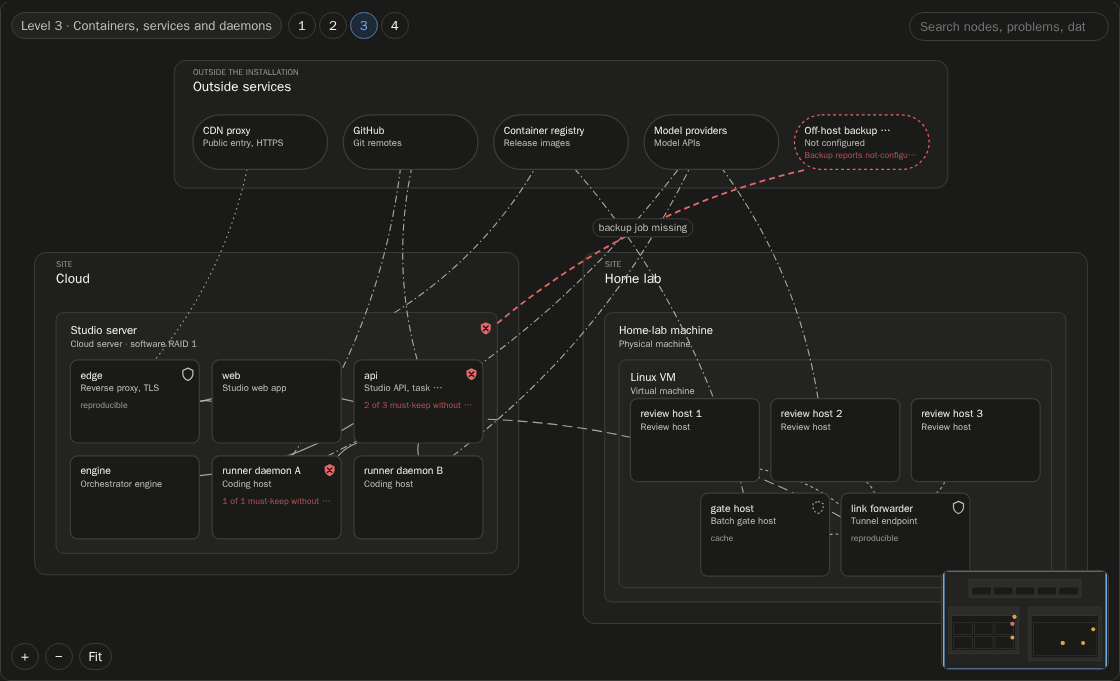 Level 3 · Containers, services and daemons
1
2
3
4
Search nodes, problems, dat
OUTSIDE THE INSTALLATION
Outside services
CDN proxy
Public entry, HTTPS
GitHub
Git remotes
Container registry
Release images
Model providers
Model APIs
Off-host backup ···
Not configured
Backup reports not-configu···
backup job missing
SITE
Cloud
Studio server
Cloud server · software RAID 1
edge
Reverse proxy, TLS
reproducible
web
Studio web app
api
Studio API, task ···
2 of 3 must-keep without ···
engine
Orchestrator engine
runner daemon A
Coding host
1 of 1 must-keep without ···
runner daemon B
Coding host
SITE
Home lab
Home-lab machine
Physical machine
Linux VM
Virtual machine
review host 1
Review host
review host 2
Review host
review host 3
Review host
gate host
Batch gate host
cache
link forwarder
Tunnel endpoint
reproducible
+
−
Fit